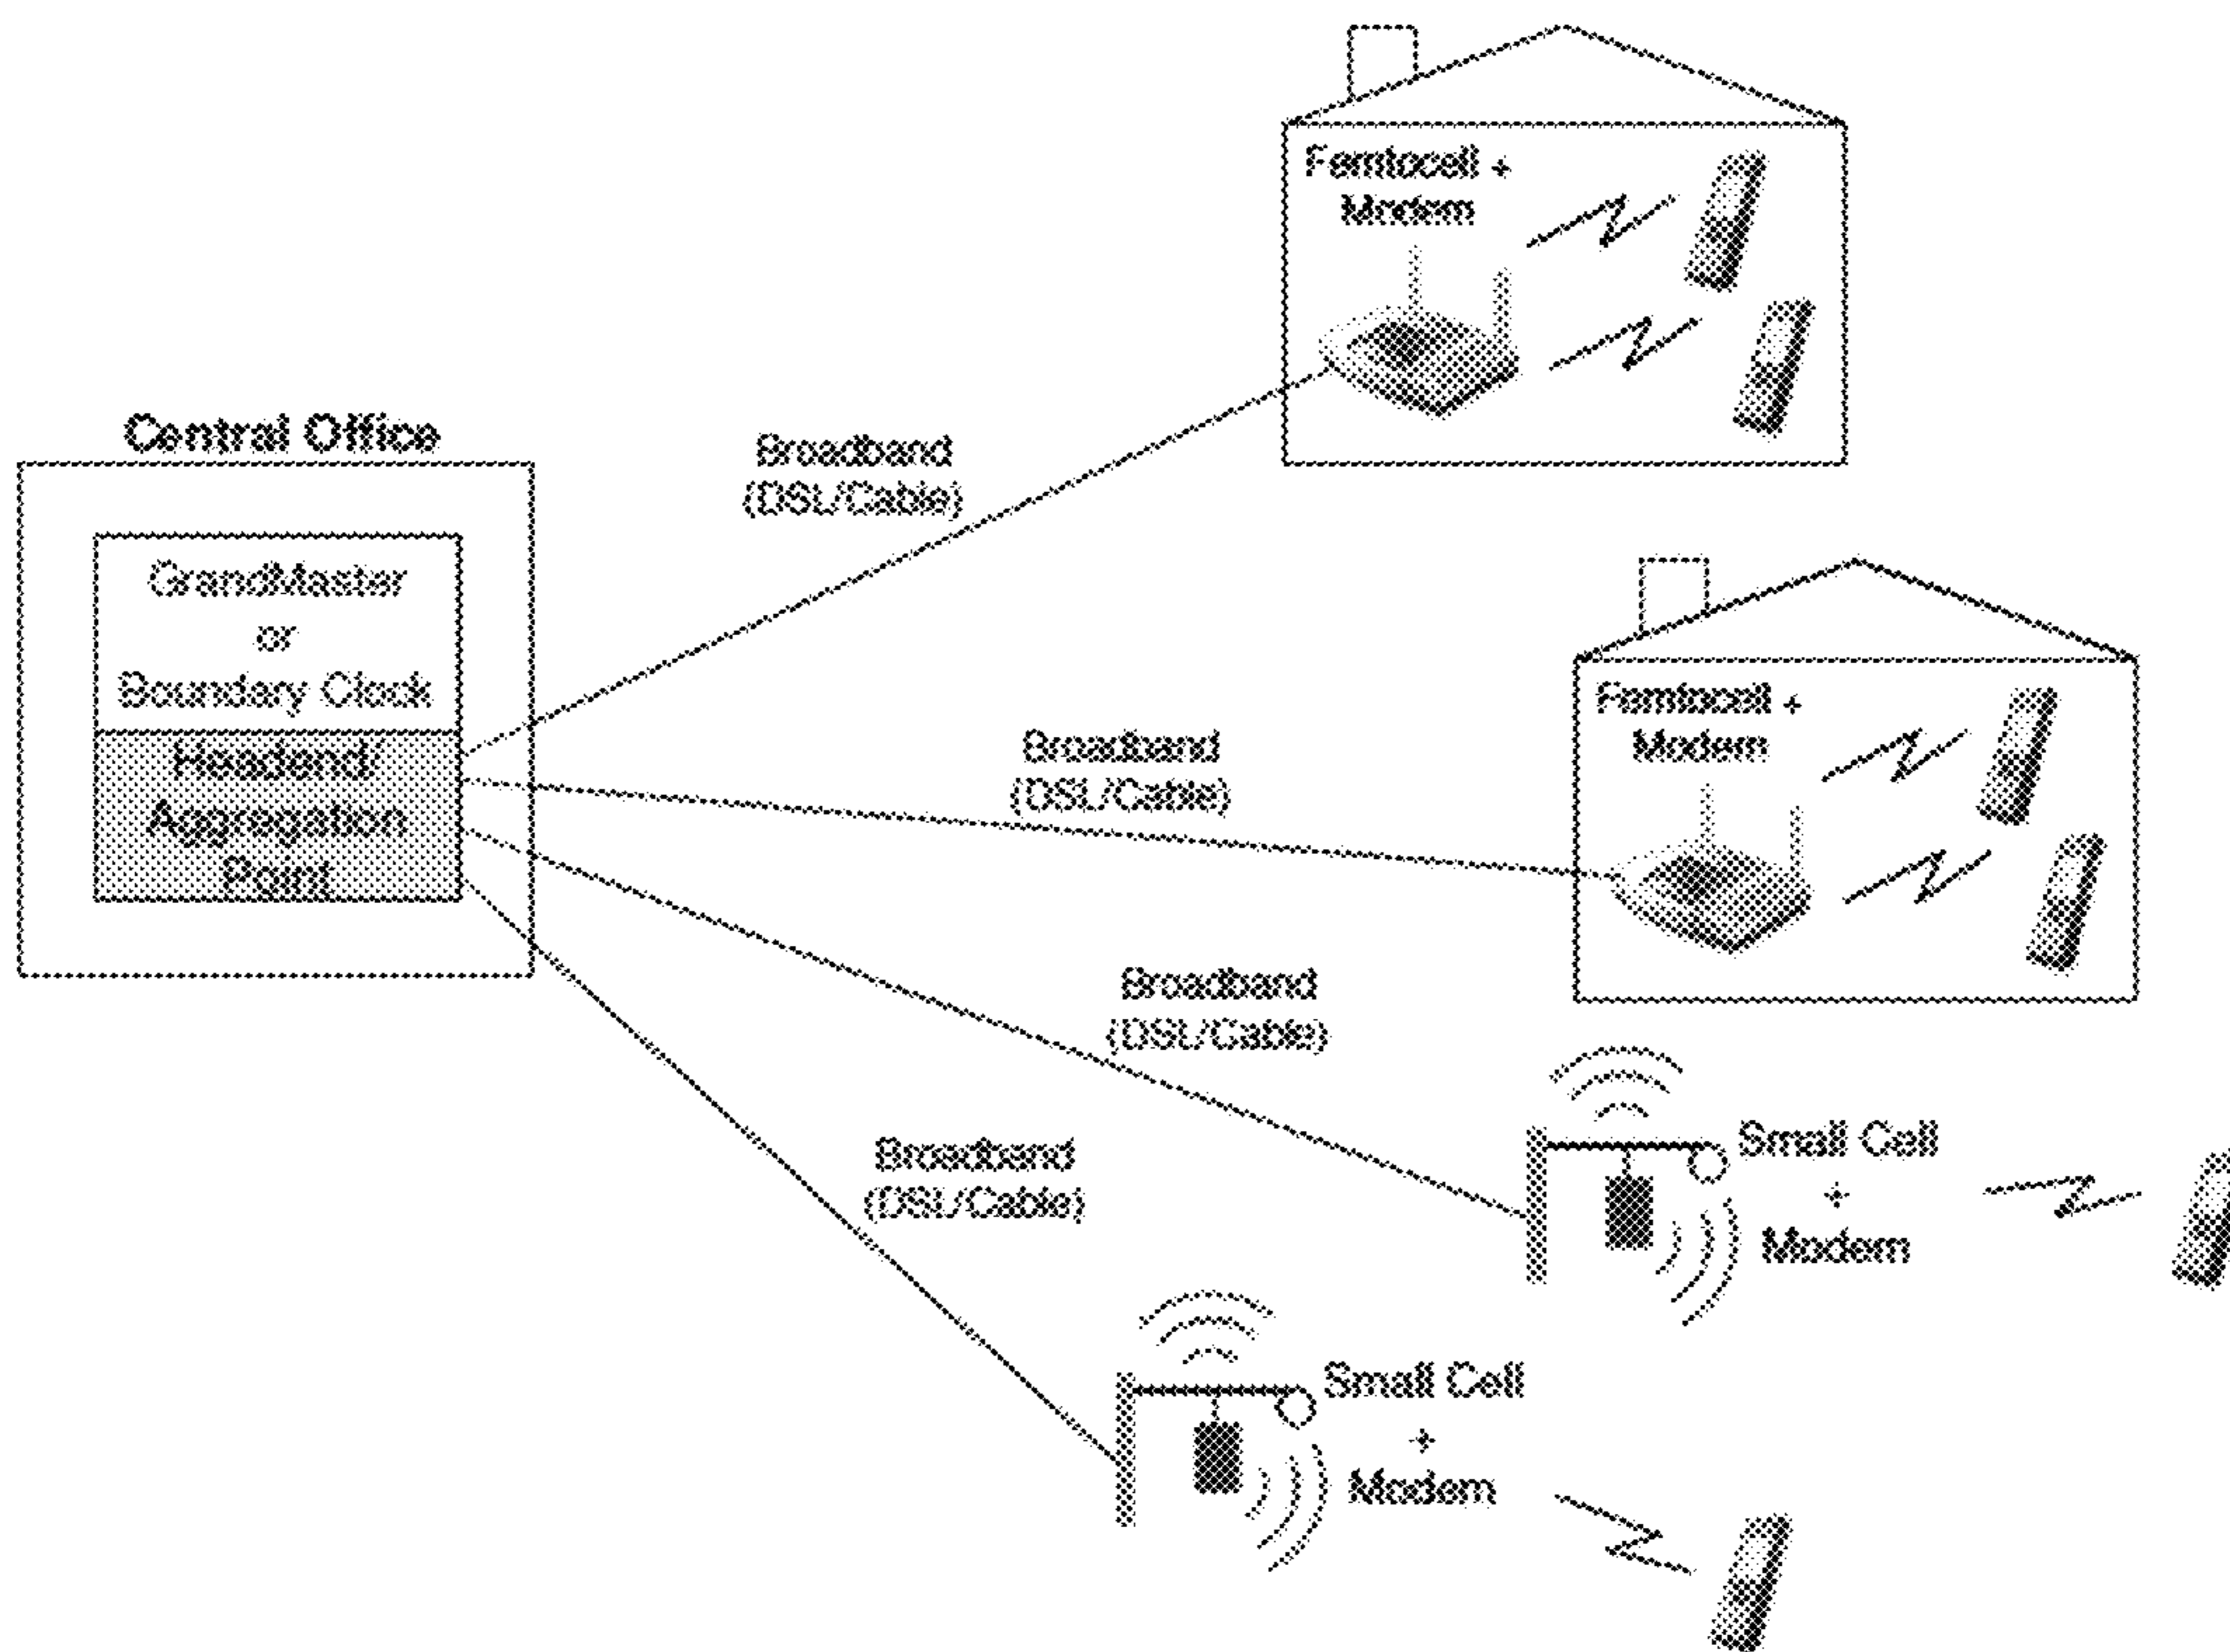 Femtocell +
Modem
Central Office
Broadband
(DSL/Cable)
GrandMaster
or
Boundary Clock
Headend/
Aggregation
Point
Femtocell +
Modem
Broadband
(DSL/Cable)
Broadband
(DSL/Cable)
Small Cell
+
Modem
Broadband
(DSL/Cable)
Small Cell
+
Modem